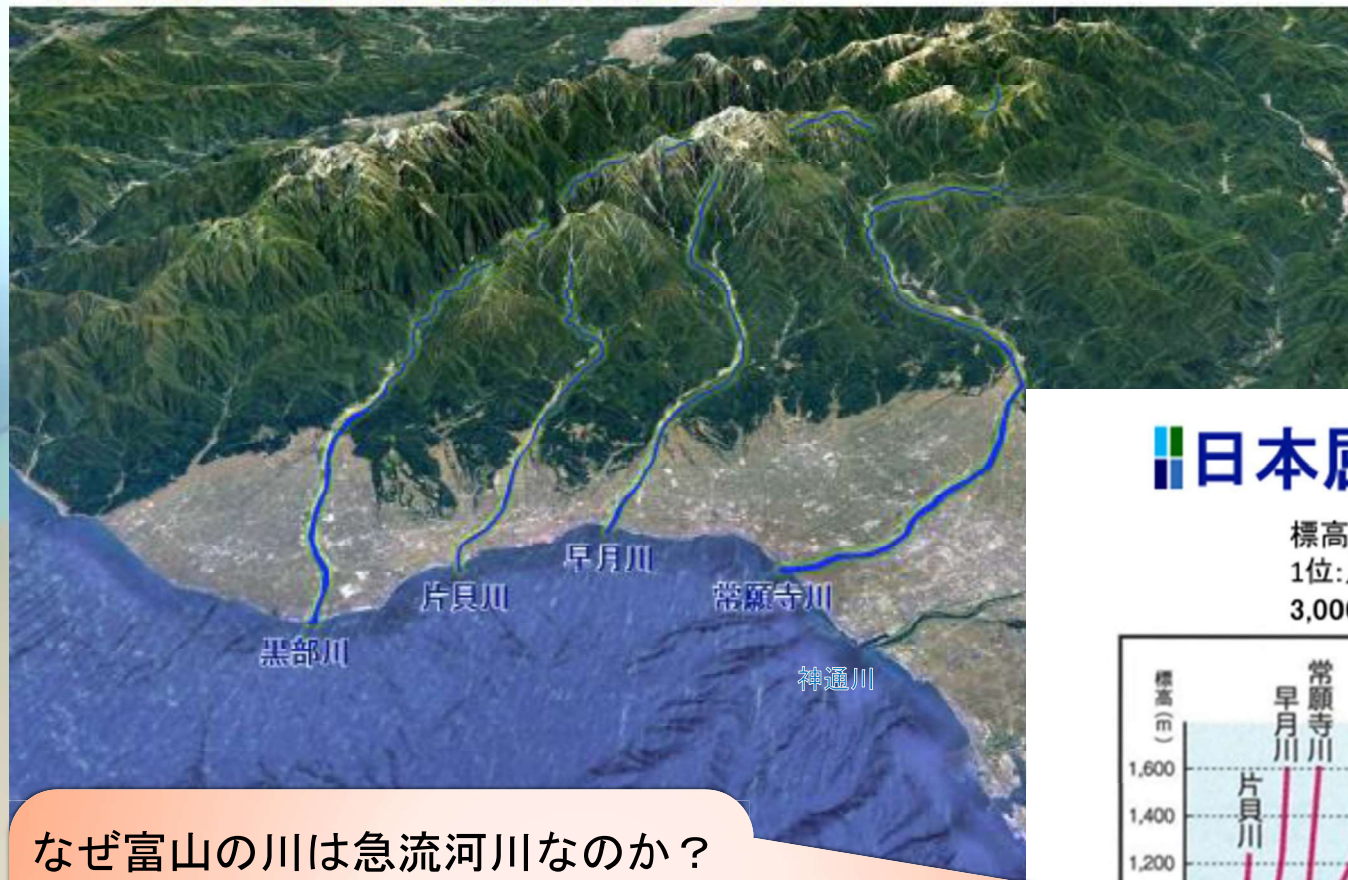 早月川
片貝川
常願寺川
黒部川
神通川
なぜ富山の川は急流河川なのか？
日本
標高
1位:
3,000
標高(m)
常願寺川
早月川
片貝川
1,600
1,400
1,200